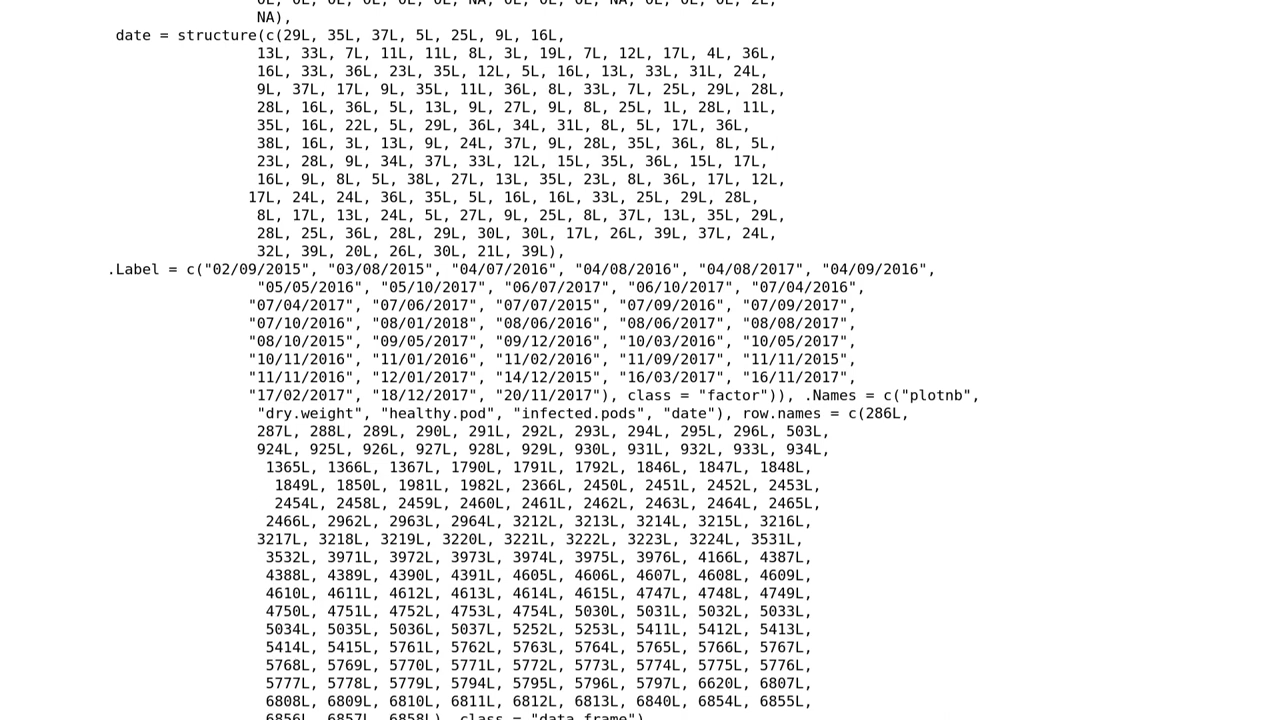 0L, 0L, 0L, 0L, 0L, 0L, NA, 0L, 0L, 0L, NA, 0L, 0L, 0L, 2L,
NA),
date = structure(c(29L, 35L, 37L, 5L, 25L, 9L, 16L,
13L, 33L, 7L, 11L, 11L, 8L, 3L, 19L, 7L, 12L, 17L, 4L, 36L,
16L, 33L, 36L, 23L, 35L, 12L, 5L, 16L, 13L, 33L, 31L, 24L,
9L, 37L, 17L, 9L, 35L, 11L, 36L, 8L, 33L, 7L, 25L, 29L, 28L,
28L, 16L, 36L, 5L, 13L, 9L, 27L, 9L, 8L, 25L, 1L, 28L, 11L,
35L, 16L, 22L, 5L, 29L, 36L, 34L, 31L, 8L, 5L, 17L, 36L,
38L, 16L, 3L, 13L, 9L, 24L, 37L, 9L, 28L, 35L, 36L, 8L, 5L,
23L, 28L, 9L, 34L, 37L, 33L, 12L, 15L, 35L, 36L, 15L, 17L,
16L, 9L, 8L, 5L, 38L, 27L, 13L, 35L, 23L, 8L, 36L, 17L, 12L,
17L, 24L, 24L, 36L, 35L, 5L, 16L, 16L, 33L, 25L, 29L, 28L,
8L, 17L, 13L, 24L, 5L, 27L, 9L, 25L, 8L, 37L, 13L, 35L, 29L,
28L, 25L, 36L, 28L, 29L, 30L, 30L, 17L, 26L, 39L, 37L, 24L,
32L, 39L, 20L, 26L, 30L, 21L, 39L),
.Label = c("02/09/2015", "03/08/2015", "04/07/2016", "04/08/2016", "04/08/2017", "04/09/2016",
"05/05/2016", "05/10/2017", "06/07/2017", "06/10/2017", "07/04/2016",
"07/04/2017", "07/06/2017", "07/07/2015", "07/09/2016", "07/09/2017",
"07/10/2016", "08/01/2018", "08/06/2016", "08/06/2017", "08/08/2017",
"08/10/2015", "09/05/2017", "09/12/2016", "10/03/2016", "10/05/2017",
"10/11/2016", "11/01/2016", "11/02/2016", "11/09/2017", "11/11/2015",
"11/11/2016", "12/01/2017", "14/12/2015", "16/03/2017", "16/11/2017",
"17/02/2017", "18/12/2017", "20/11/2017"), class = "factor")), .Names = c("plotnb",
"dry.weight", "healthy.pod", "infected.pods", "date"), row.names = c(286L,
287L, 288L, 289L, 290L, 291L, 292L, 293L, 294L, 295L, 296L, 503L,
924L, 925L, 926L, 927L, 928L, 929L, 930L, 931L, 932L, 933L, 934L,
1365L, 1366L, 1367L, 1790L, 1791L, 1792L, 1846L, 1847L, 1848L,
1849L, 1850L, 1981L, 1982L, 2366L, 2450L, 2451L, 2452L, 2453L,
2454L, 2458L, 2459L, 2460L, 2461L, 2462L, 2463L, 2464L, 2465L,
2466L, 2962L, 2963L, 2964L, 3212L, 3213L, 3214L, 3215L, 3216L,
3217L, 3218L, 3219L, 3220L, 3221L, 3222L, 3223L, 3224L, 3531L,
3532L, 3971L, 3972L, 3973L, 3974L, 3975L, 3976L, 4166L, 4387L,
4388L, 4389L, 4390L, 4391L, 4605L, 4606L, 4607L, 4608L, 4609L,
4610L, 4611L, 4612L, 4613L, 4614L, 4615L, 4747L, 4748L, 4749L,
4750L, 4751L, 4752L, 4753L, 4754L, 5030L, 5031L, 5032L, 5033L,
5034L, 5035L, 5036L, 5037L, 5252L, 5253L, 5411L, 5412L, 5413L,
5414L, 5415L, 5761L, 5762L, 5763L, 5764L, 5765L, 5766L, 5767L,
5768L, 5769L, 5770L, 5771L, 5772L, 5773L, 5774L, 5775L, 5776L,
5777L, 5778L, 5779L, 5794L, 5795L, 5796L, 5797L, 6620L, 6807L,
6808L, 6809L, 6810L, 6811L, 6812L, 6813L, 6840L, 6854L, 6855L,
6856L, 6857L, 6858L), class = "data.frame")